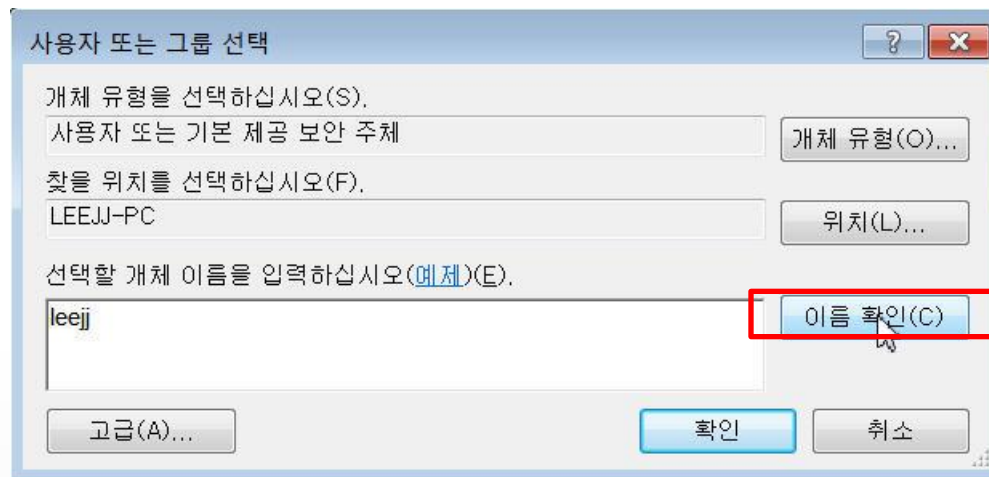 사용자 또는 그룹 선택
개체 유형을 선택하십시오(S).
사용자 또는 기본 제공 보안 주체
개체 유형(O)...
찾을 위치를 선택하십시오(F).
LEEJJ-PC
위치(L)...
선택할 개체 이름을 입력하십시오(예제)(E).
leejj
이름 확인(C)
고급(A)...
확인
취소